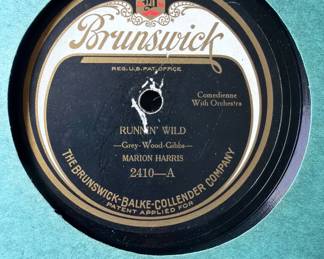 B
Brunswick
REG. U.S. PAT. OFFICE
Comedienne
With Orchestra
RUNNIN' WILD
—Grey-Wood-Gibbs—
MARION HARRIS
2410—A
THE BRUNSWICK-BALKE-COLLENDER COMPANY
PATENT APPLIED FOR